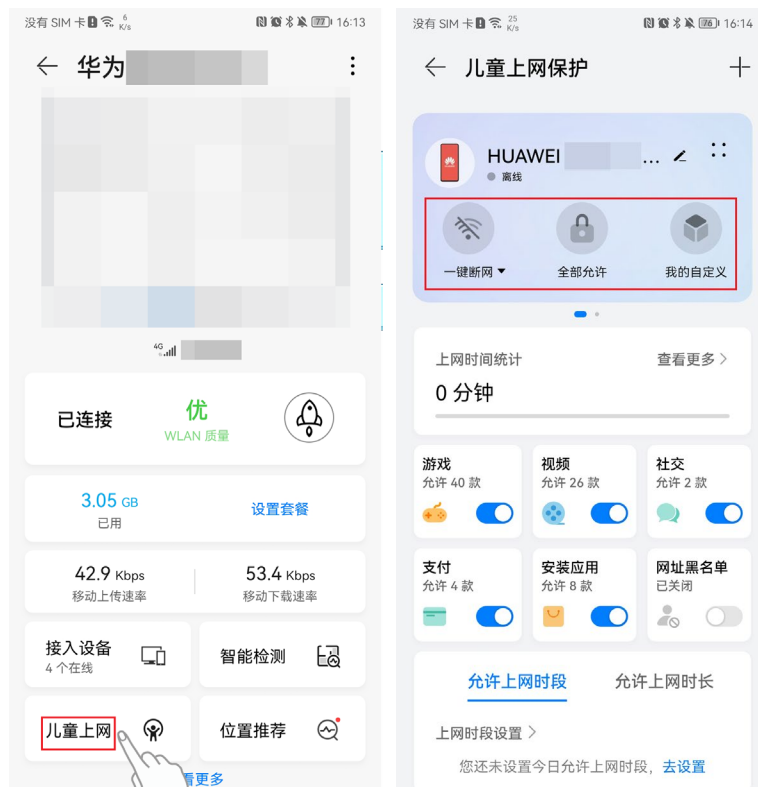 没有 SIM 卡 6 K/s 77 16:13
华为
4G
已连接
优
WLAN 质量
3.05 GB
已用
设置套餐
42.9 Kbps
移动上传速率
53.4 Kbps
移动下载速率
接入设备
4 个在线
智能检测
儿童上网
位置推荐
看更多
没有 SIM 卡 25 K/s 76 16:14
儿童上网保护
HUAWEI ...
离线
一键断网
全部允许
我的自定义
上网时间统计
查看更多
0 分钟
游戏
允许 40 款
视频
允许 26 款
社交
允许 2 款
支付
允许 4 款
安装应用
允许 8 款
网址黑名单
已关闭
允许上网时段
允许上网时长
上网时段设置
您还未设置今日允许上网时段，去设置